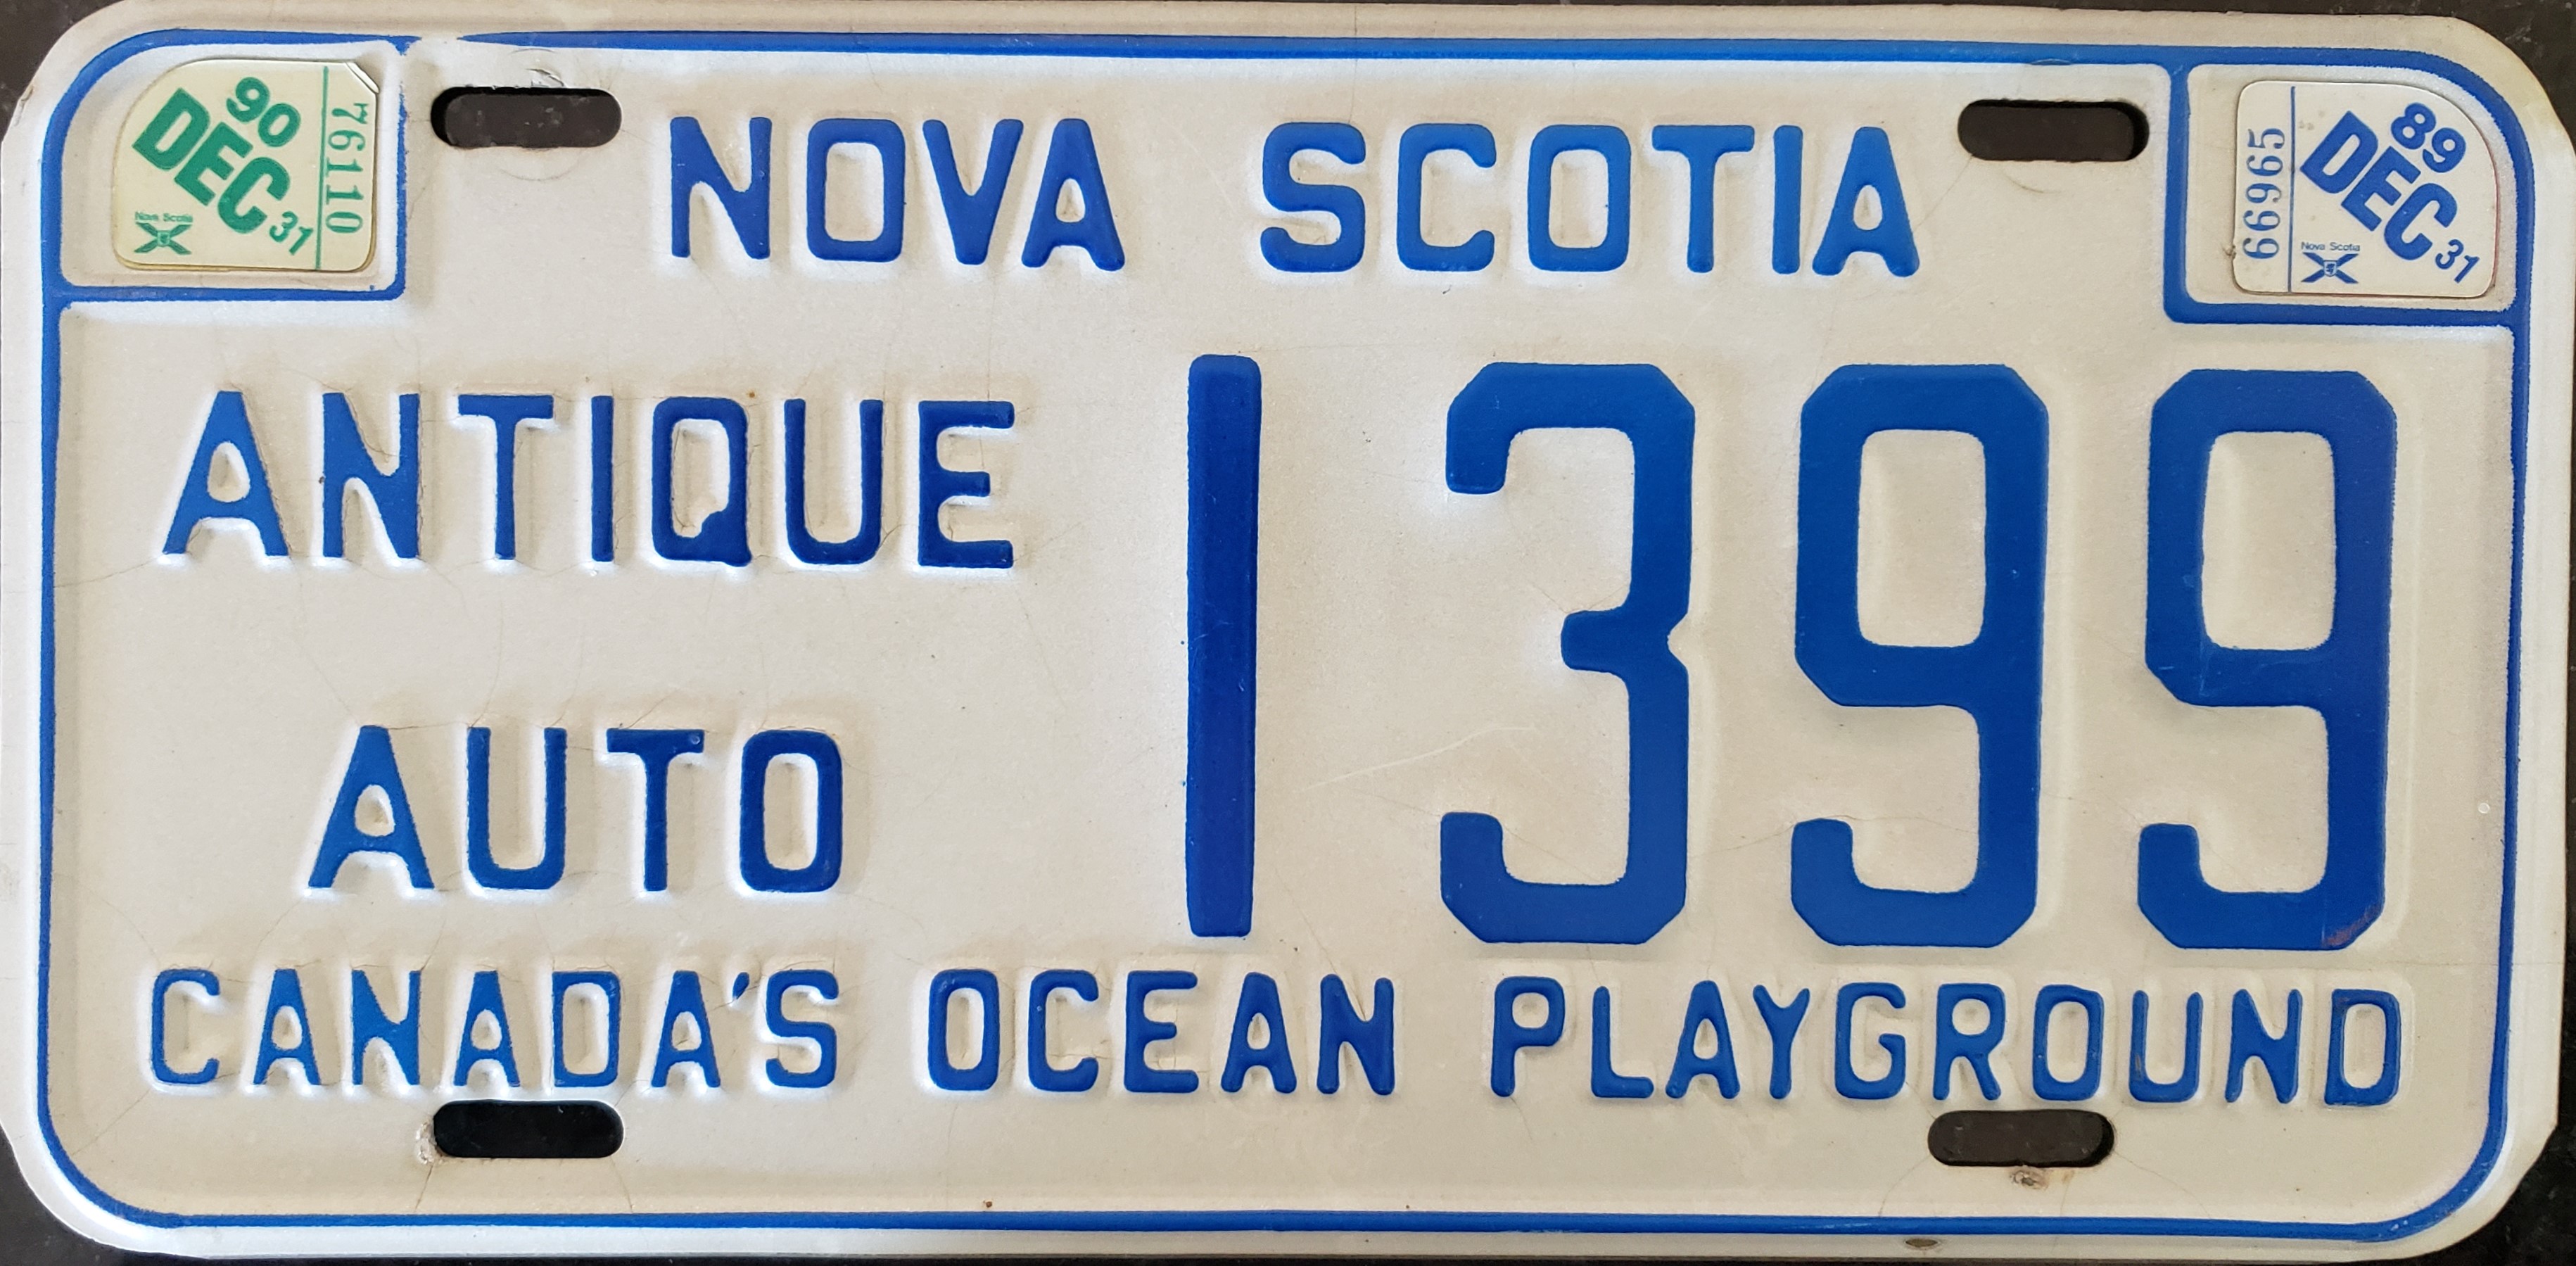 90
DEC
31
76110
Nova Scotia
NOVA SCOTIA
89
DEC
31
66965
Nova Scotia
ANTIQUE
AUTO
1399
CANADA'S OCEAN PLAYGROUND